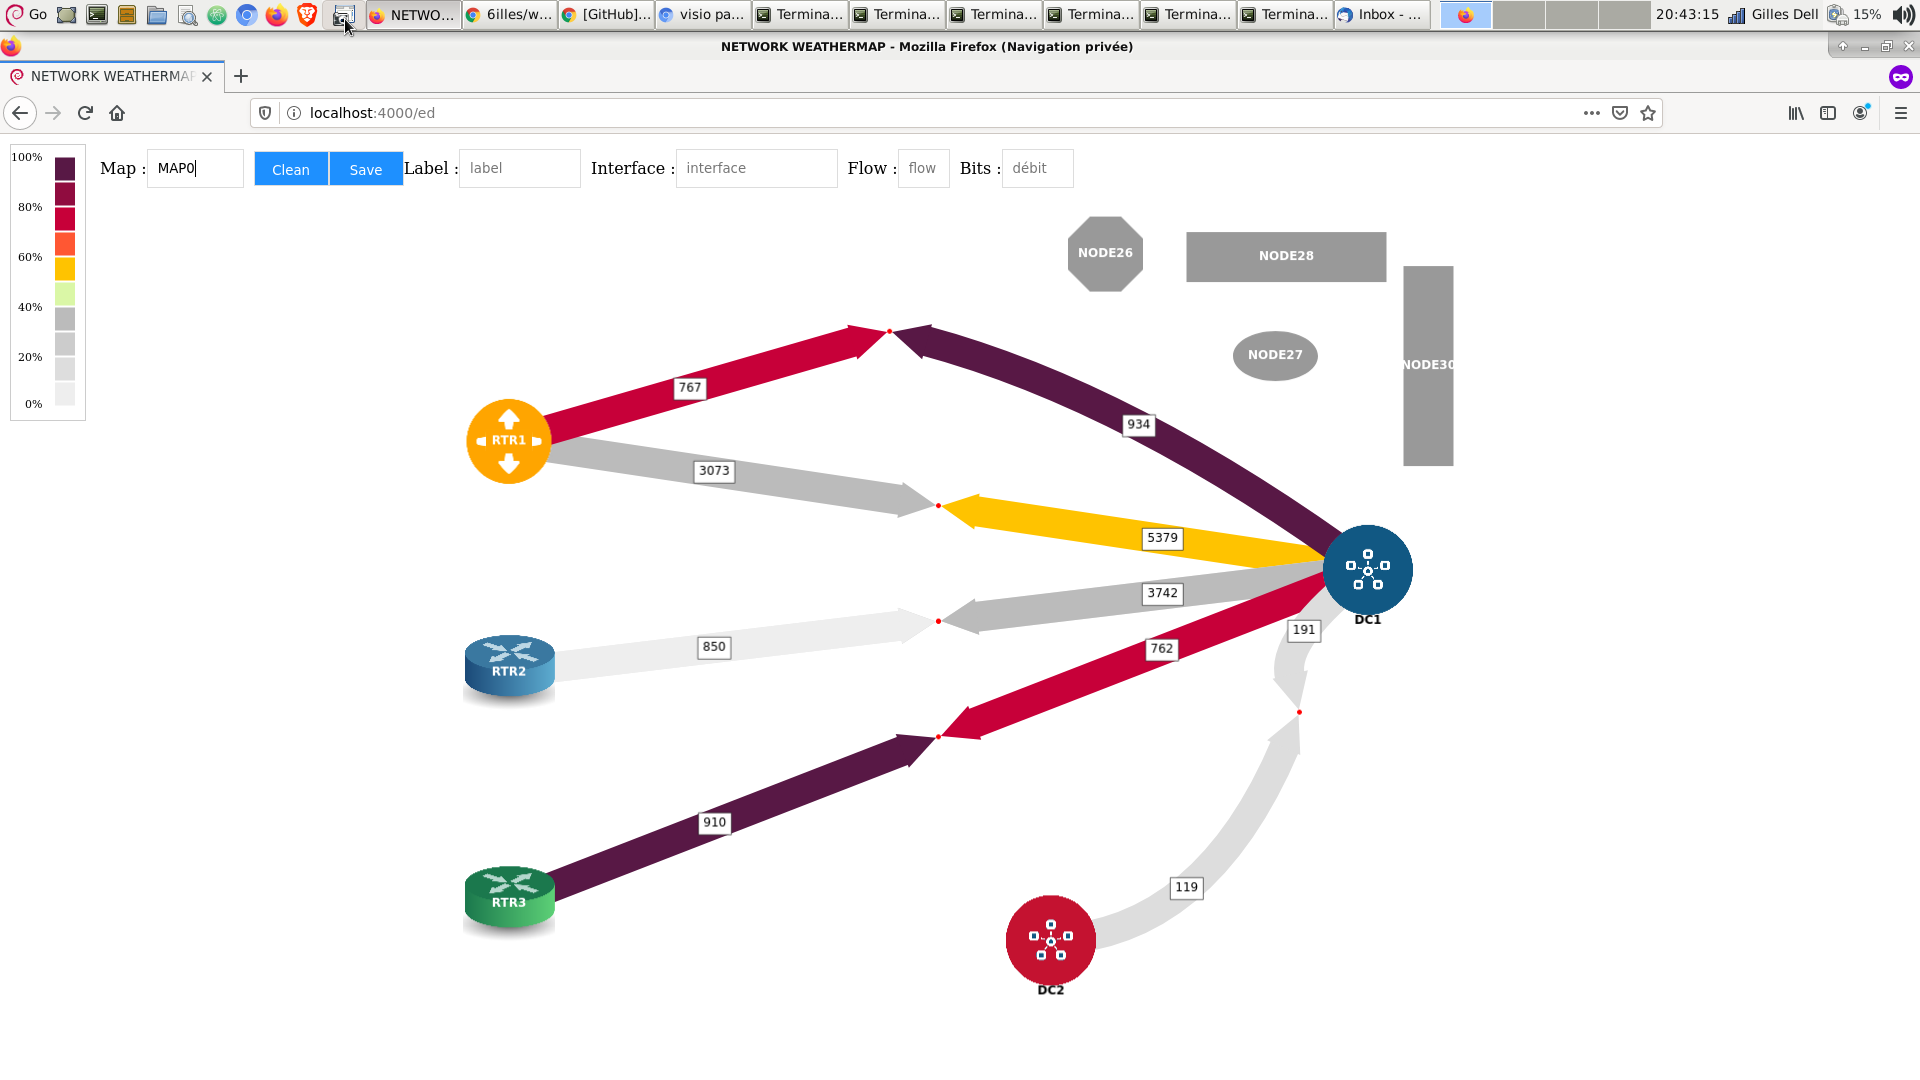 Go NETWO... 6illes/w... [GitHub]... visio pa... Termina... Termina... Termina... Termina... Termina... Termina... Inbox - ... 20:43:15 Gilles Dell 15%
NETWORK WEATHERMAP - Mozilla Firefox (Navigation privée)
NETWORK WEATHERMAP
localhost:4000/ed
Map : MAP0 Clean Save Label : label Interface : interface Flow : flow Bits : débit
100%
80%
60%
40%
20%
0%
NODE26
NODE28
NODE27
NODE30
767
934
RTR1
3073
5379
3742
DC1
191
850
762
RTR2
910
RTR3
119
DC2